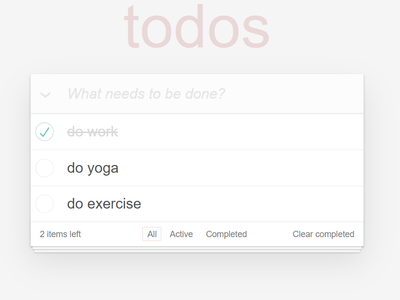 todos
What needs to be done?
do work
do yoga
do exercise
2 items left All Active Completed Clear completed